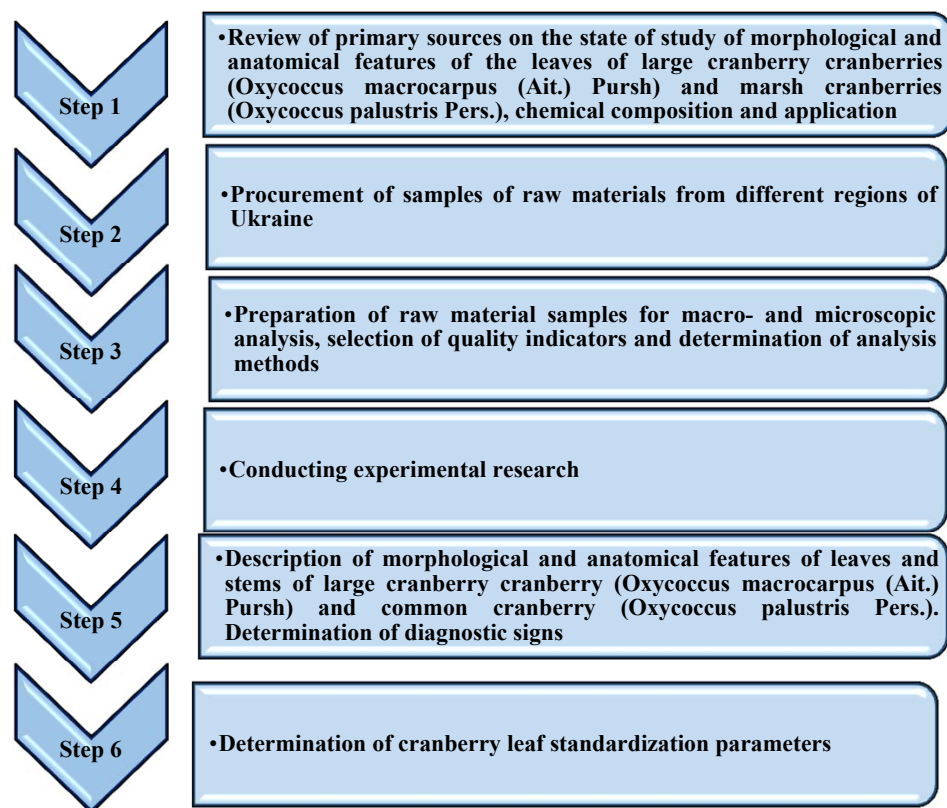 Step 1
•Review of primary sources on the state of study of morphological and
anatomical features of the leaves of large cranberry cranberries
(Oxycoccus macrocarpus (Ait.) Pursh) and marsh cranberries
(Oxycoccus palustris Pers.), chemical composition and application
Step 2
•Procurement of samples of raw materials from different regions of
Ukraine
Step 3
•Preparation of raw material samples for macro- and microscopic
analysis, selection of quality indicators and determination of analysis
methods
Step 4
•Conducting experimental research
Step 5
•Description of morphological and anatomical features of leaves and
stems of large cranberry cranberry (Oxycoccus macrocarpus (Ait.)
Pursh) and common cranberry (Oxycoccus palustris Pers.).
Determination of diagnostic signs
Step 6
•Determination of cranberry leaf standardization parameters